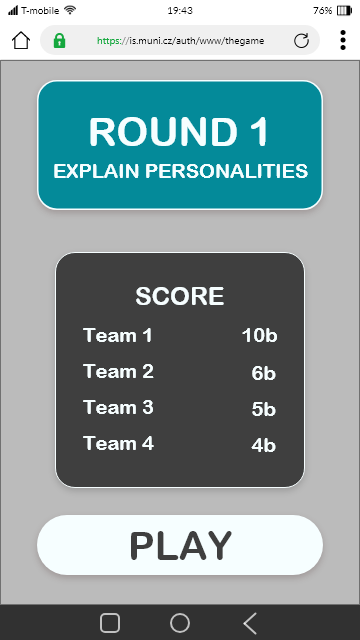 T-mobile 19:43 76%
https://is.muni.cz/auth/www/thegame
ROUND 1
EXPLAIN PERSONALITIES
SCORE
Team 1 10b
Team 2 6b
Team 3 5b
Team 4 4b
PLAY